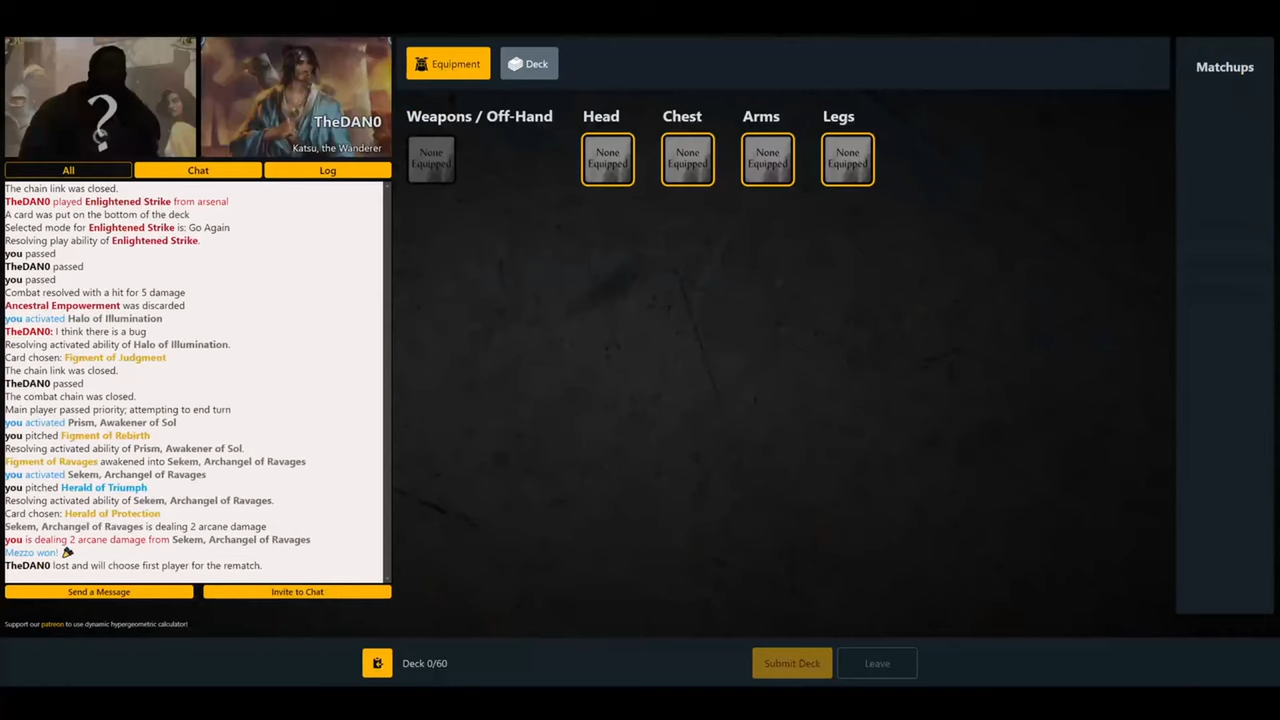 ?
TheDAN0
Katsu, the Wanderer
All
Chat
Log
The chain link was closed.
TheDAN0 played Enlightened Strike from arsenal
A card was put on the bottom of the deck
Selected mode for Enlightened Strike is: Go Again
Resolving play ability of Enlightened Strike.
you passed
TheDAN0 passed
you passed
Combat resolved with a hit for 5 damage
Ancestral Empowerment was discarded
you activated Halo of Illumination
TheDAN0: I think there is a bug
Resolving activated ability of Halo of Illumination.
Card chosen: Figment of Judgment
The chain link was closed.
TheDAN0 passed
The combat chain was closed.
Main player passed priority; attempting to end turn
you activated Prism, Awakener of Sol
you pitched Figment of Rebirth
Resolving activated ability of Prism, Awakener of Sol.
Figment of Ravages awakened into Sekem, Archangel of Ravages
you activated Sekem, Archangel of Ravages
you pitched Herald of Triumph
Resolving activated ability of Sekem, Archangel of Ravages.
Card chosen: Herald of Protection
Sekem, Archangel of Ravages is dealing 2 arcane damage
you is dealing 2 arcane damage from Sekem, Archangel of Ravages
Mezzo won!
TheDAN0 lost and will choose first player for the rematch.
Send a Message
Invite to Chat
Support our patreon to use dynamic hypergeometric calculator!
Equipment
Deck
Matchups
Weapons / Off-Hand
Head
Chest
Arms
Legs
None Equipped
None Equipped
None Equipped
None Equipped
None Equipped
Deck 0/60
Submit Deck
Leave